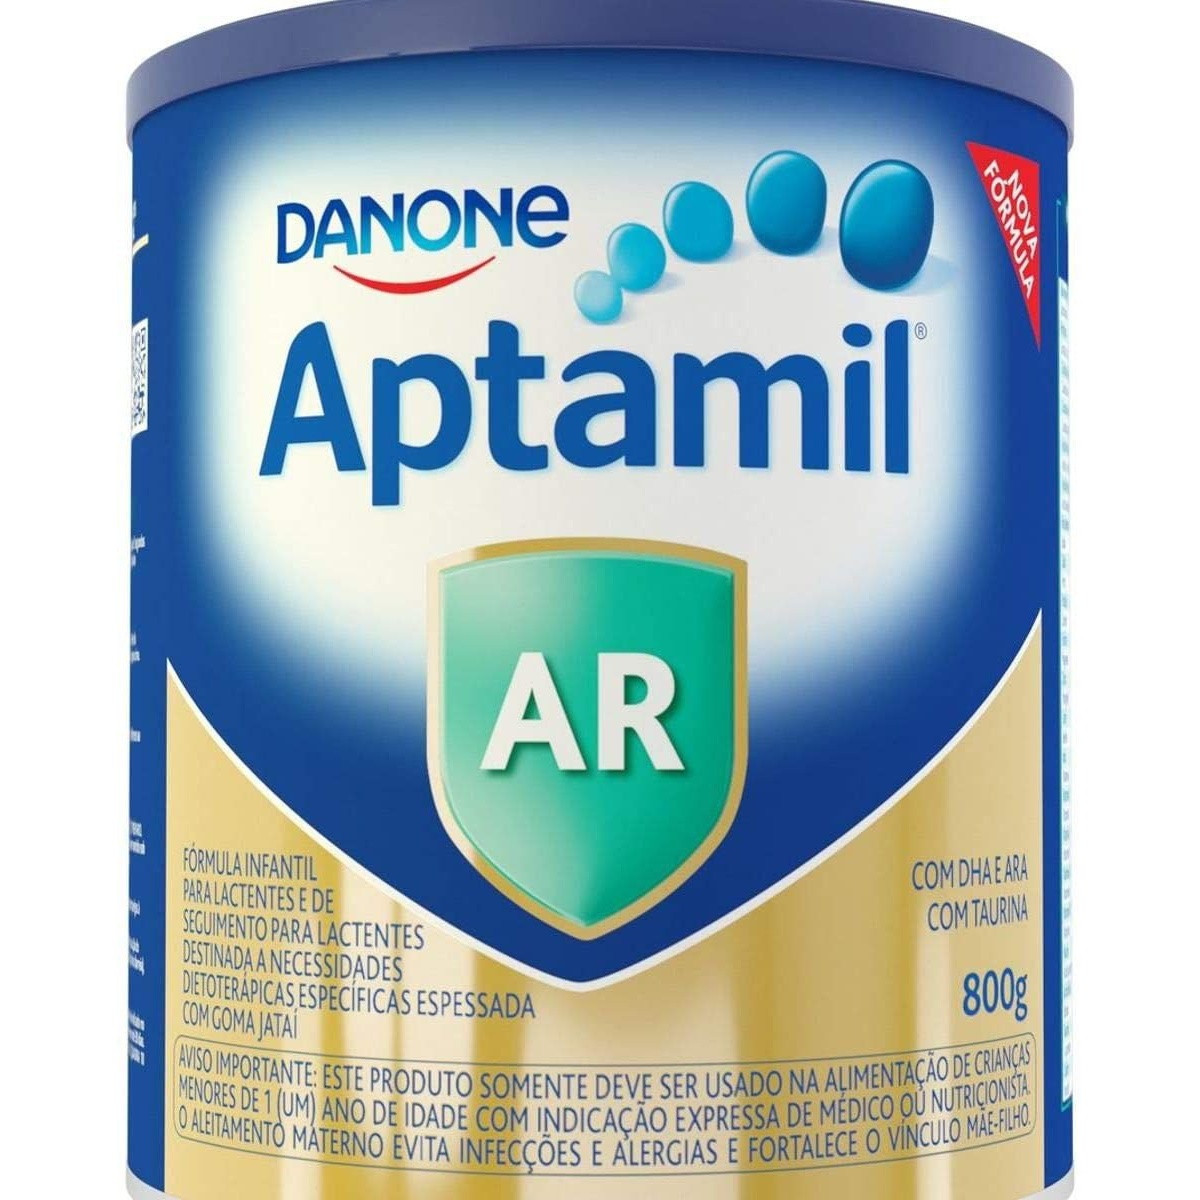 DANONE
Aptamil®
NOVA
FÓRMULA
AR
FÓRMULA INFANTIL
PARA LACTENTES E DE
SEGUIMENTO PARA LACTENTES
DESTINADA A NECESSIDADES
DIETOTERÁPICAS ESPECÍFICAS ESPESSADA
COM GOMA JATAÍ
COM DHA E ARA
COM TAURINA
800g
AVISO IMPORTANTE: ESTE PRODUTO SOMENTE DEVE SER USADO NA ALIMENTAÇÃO DE CRIANÇAS
MENORES DE 1 (UM) ANO DE IDADE COM INDICAÇÃO EXPRESSA DE MÉDICO OU NUTRICIONISTA.
O ALEITAMENTO MATERNO EVITA INFECÇÕES E ALERGIAS E FORTALECE O VÍNCULO MÃE-FILHO.